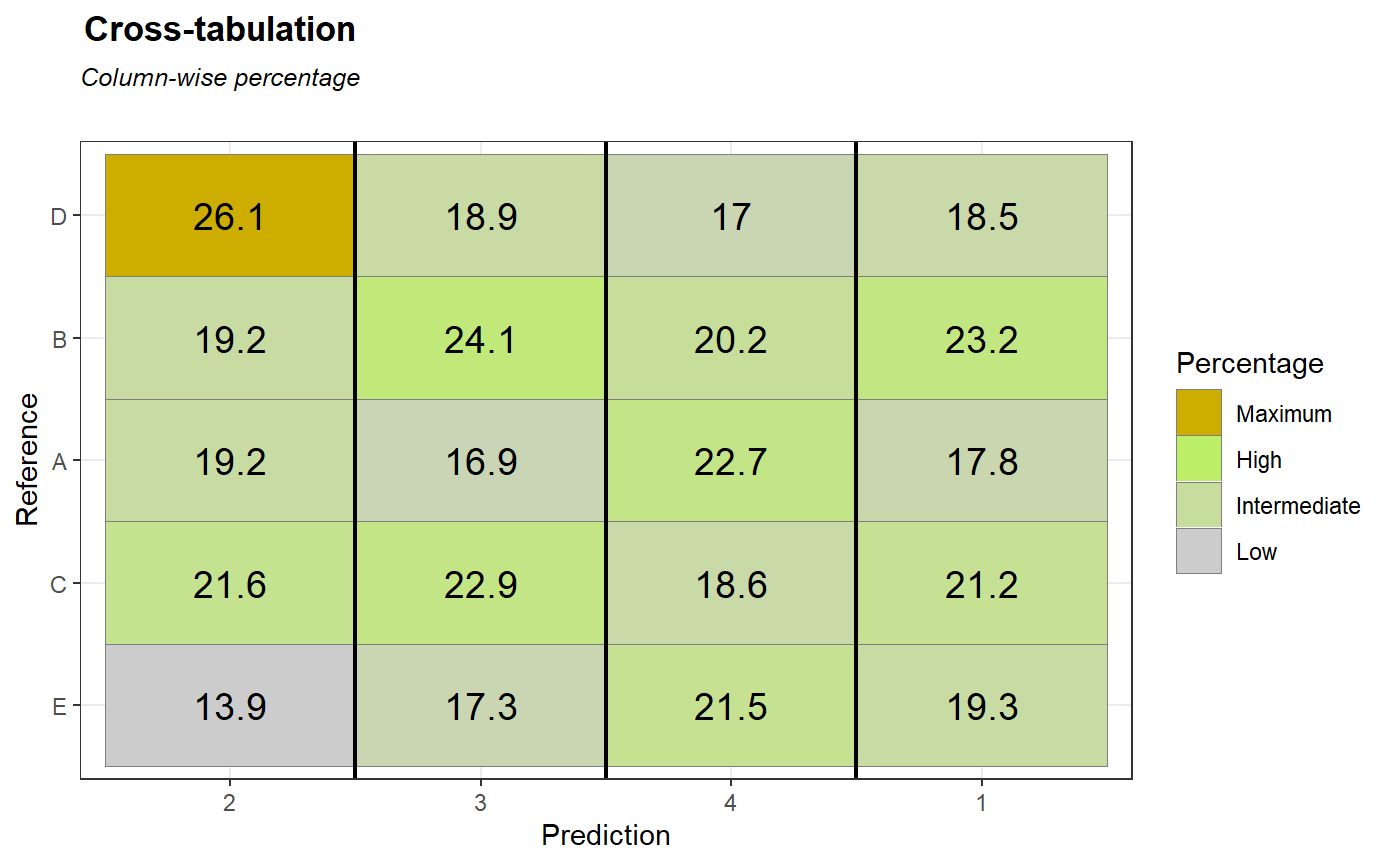 Cross-tabulation
Column-wise percentage
D 26.1 18.9 17 18.5
B 19.2 24.1 20.2 23.2
A 19.2 16.9 22.7 17.8
C 21.6 22.9 18.6 21.2
E 13.9 17.3 21.5 19.3
2 3 4 1
Prediction
Reference
Percentage
Maximum
High
Intermediate
Low